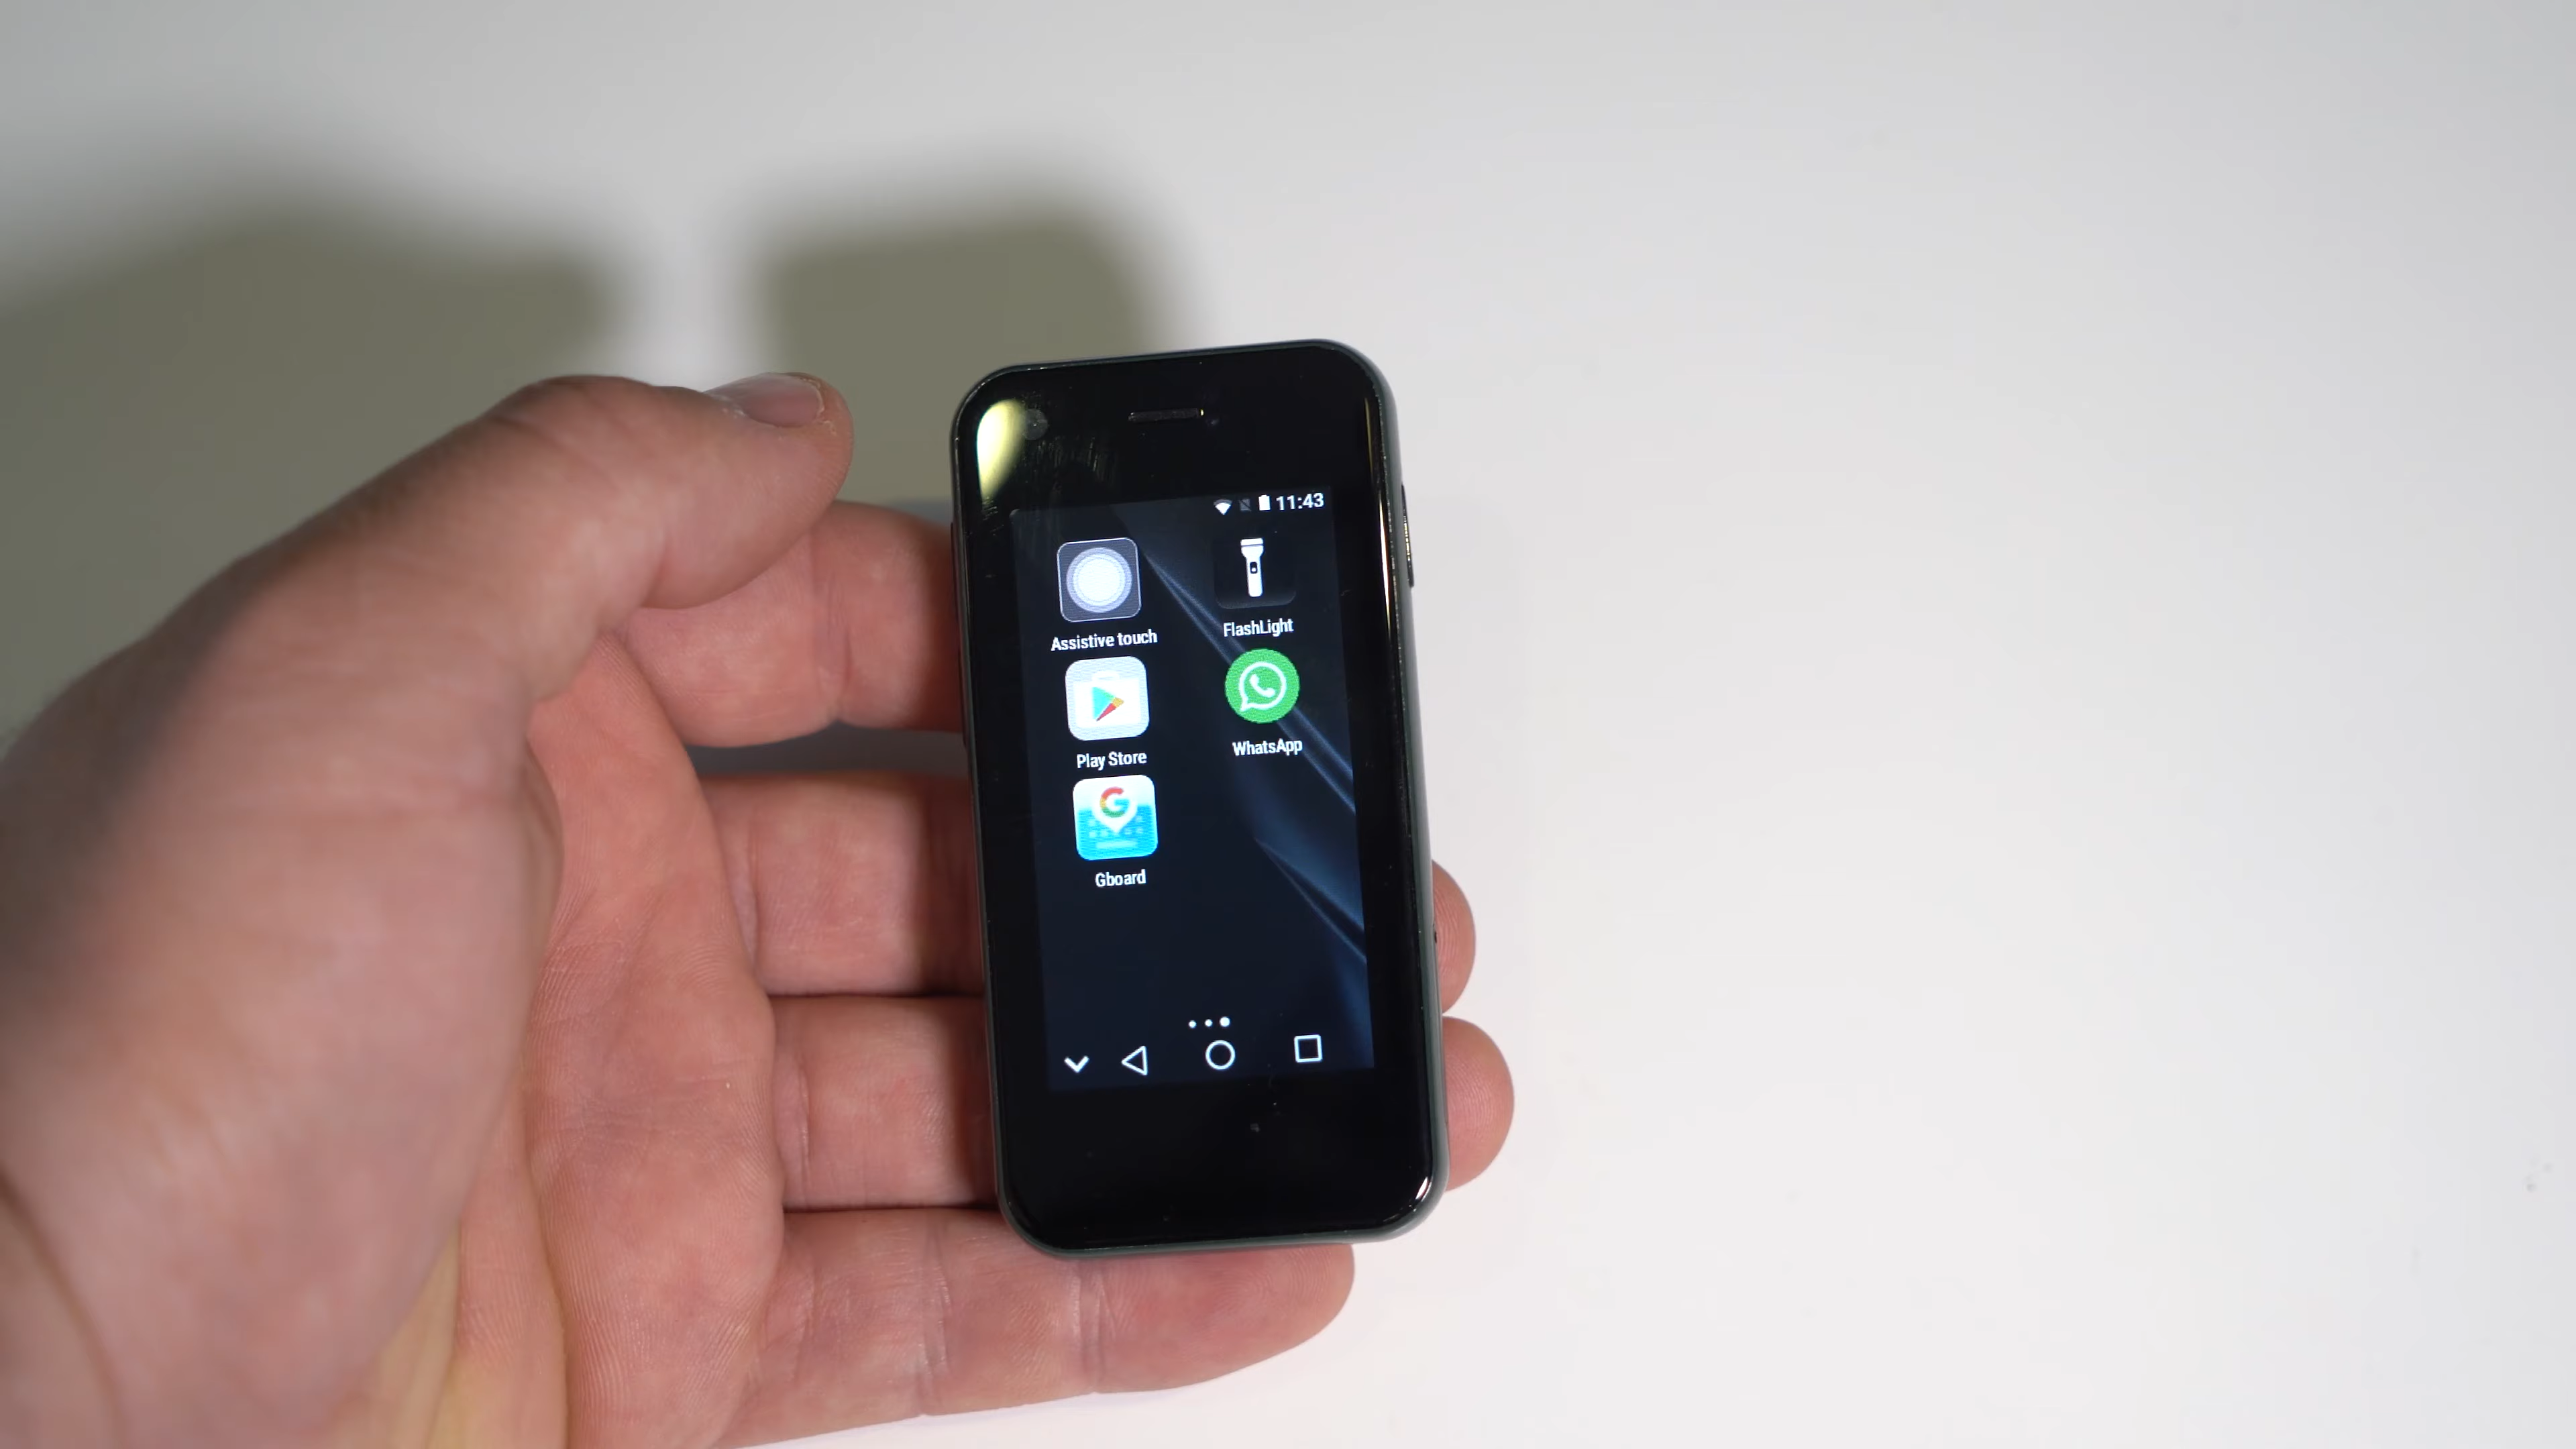 11:43
Assistive touch
FlashLight
Play Store
WhatsApp
G
Gboard